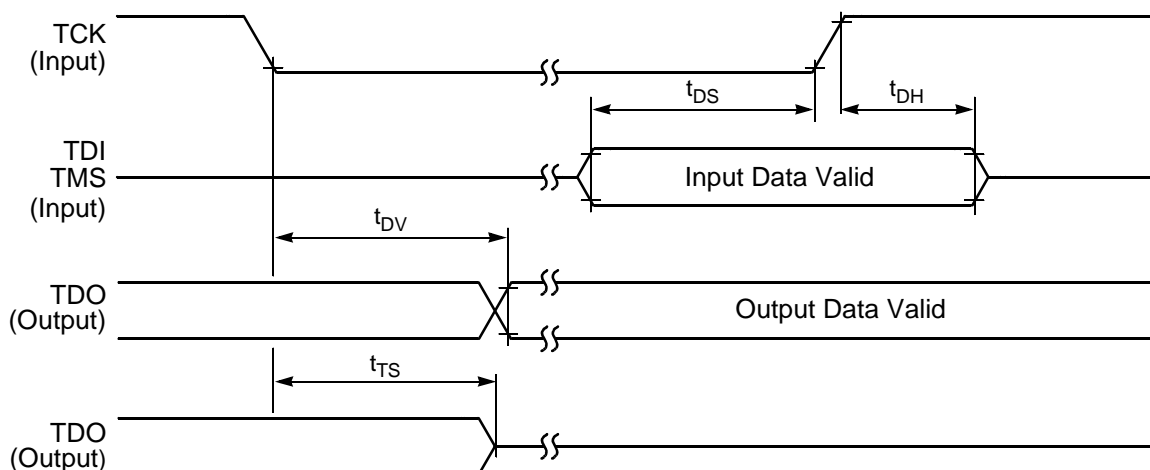 TCK
(Input)
tDS
tDH
TDI
TMS
(Input)
Input Data Valid
tDV
TDO
(Output)
Output Data Valid
tTS
TDO
(Output)